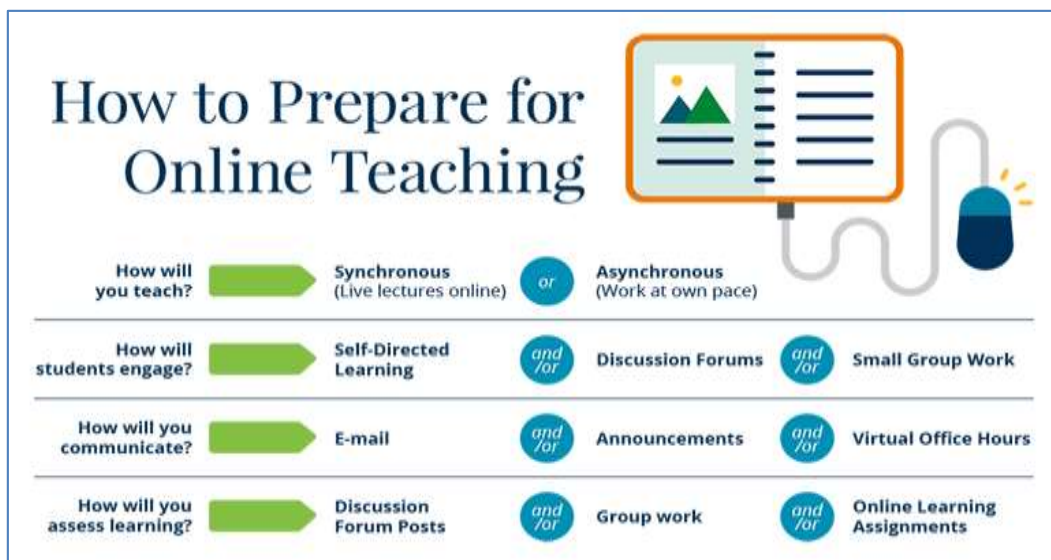 How to Prepare for
Online Teaching
How will
you teach?
Synchronous
(Live lectures online)
or
Asynchronous
(Work at own pace)
How will
students engage?
Self-Directed
Learning
and
/or
Discussion Forums
and
/or
Small Group Work
How will you
communicate?
E-mail
and
/or
Announcements
and
/or
Virtual Office Hours
How will you
assess learning?
Discussion
Forum Posts
and
/or
Group work
and
/or
Online Learning
Assignments